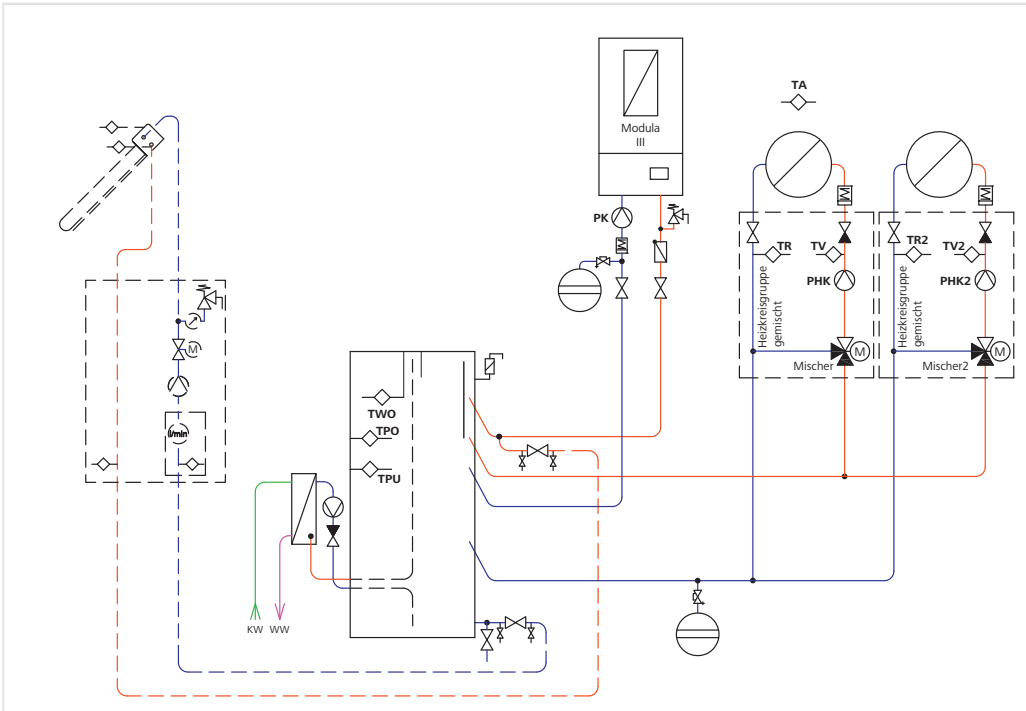 TA
Modula
III
PK
TR
TV
TR2
TV2
PHK
PHK2
Heizkreisgruppe
gemischt
Heizkreisgruppe
gemischt
M
M
M
Mischer
Mischer2
TWO
TPO
l/min
TPU
KW
WW